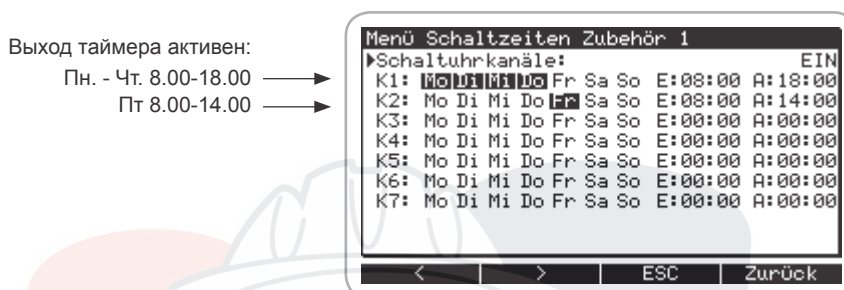 Выход таймера активен:
Пн. - Чт. 8.00-18.00
Пт 8.00-14.00
Menü Schaltzeiten Zubehör 1
▶Schaltuhrkanäle: EIN
K1: Mo Di Mi Do Fr Sa So E:08:00 A:18:00
K2: Mo Di Mi Do Fr Sa So E:08:00 A:14:00
K3: Mo Di Mi Do Fr Sa So E:00:00 A:00:00
K4: Mo Di Mi Do Fr Sa So E:00:00 A:00:00
K5: Mo Di Mi Do Fr Sa So E:00:00 A:00:00
K6: Mo Di Mi Do Fr Sa So E:00:00 A:00:00
K7: Mo Di Mi Do Fr Sa So E:00:00 A:00:00
< > ESC Zurück